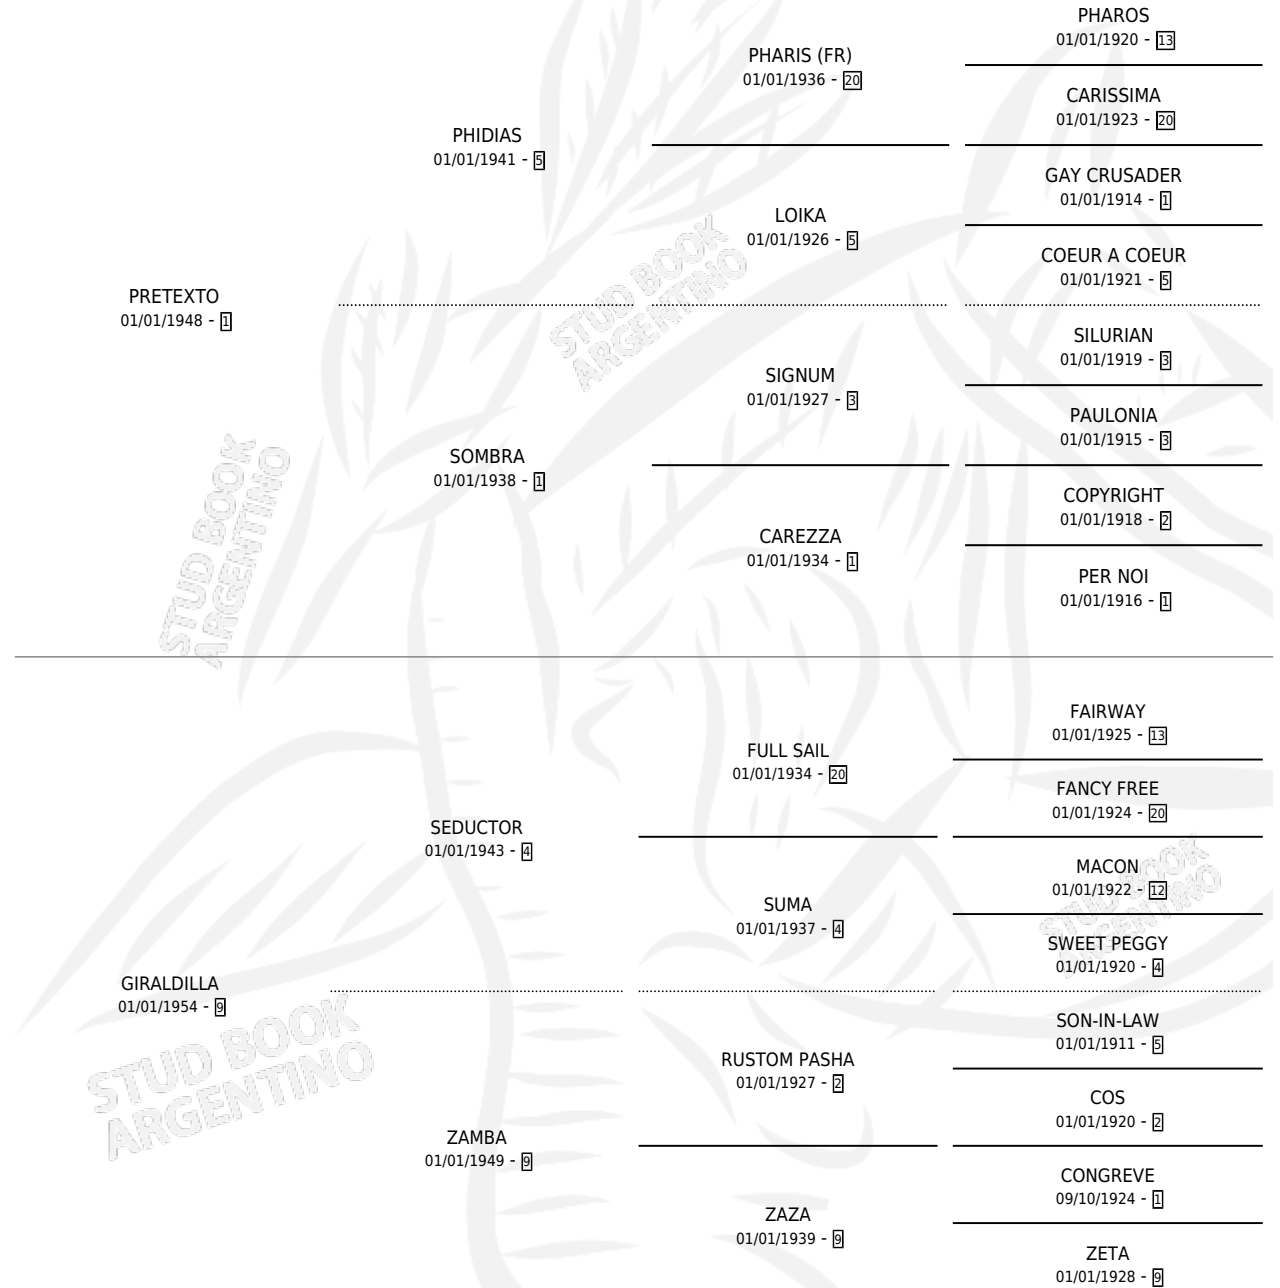 PHAROS
01/01/1920 - 13
PHARIS (FR)
01/01/1936 - 20
CARISSIMA
01/01/1923 - 20
PHIDIAS
01/01/1941 - 5
GAY CRUSADER
01/01/1914 - 1
LOIKA
01/01/1926 - 5
COEUR A COEUR
01/01/1921 - 5
STUD BOOK
ARGENTINO
PRETEXTO
01/01/1948 - 1
SILURIAN
01/01/1919 - 3
SIGNUM
01/01/1927 - 3
PAULONIA
01/01/1915 - 3
SOMBRA
01/01/1938 - 1
COPYRIGHT
01/01/1918 - 2
CAREZZA
01/01/1934 - 1
PER NOI
01/01/1916 - 1
STUD BOOK
ARGENTINO
FAIRWAY
01/01/1925 - 13
FULL SAIL
01/01/1934 - 20
FANCY FREE
01/01/1924 - 20
SEDUCTOR
01/01/1943 - 4
MACON
01/01/1922 - 12
SUMA
01/01/1937 - 4
SWEET PEGGY
01/01/1920 - 4
STUD BOOK
ARGENTINO
GIRALDILLA
01/01/1954 - 9
SON-IN-LAW
01/01/1911 - 5
RUSTOM PASHA
01/01/1927 - 2
COS
01/01/1920 - 2
STUD BOOK
ARGENTINO
ZAMBA
01/01/1949 - 9
CONGREVE
09/10/1924 - 1
ZAZA
01/01/1939 - 9
ZETA
01/01/1928 - 9